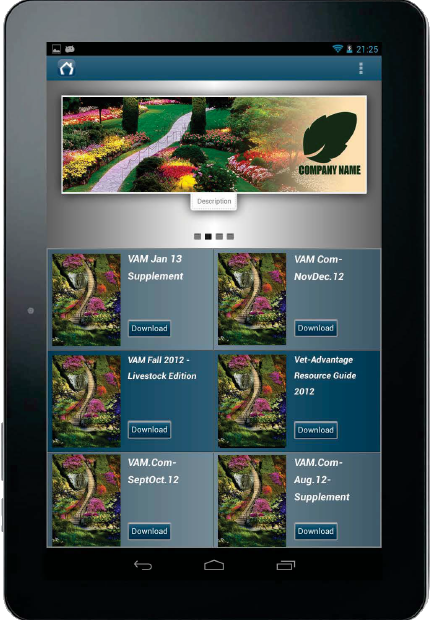 21:25
COMPANY NAME
Description
VAM Jan 13
Supplement
Download
VAM Com-
NovDec.12
Download
VAM Fall 2012 -
Livestock Edition
Download
Vet-Advantage
Resource Guide
2012
Download
VAM.Com-
SeptOct.12
Download
VAM.Com-
Aug.12-
Supplement
Download